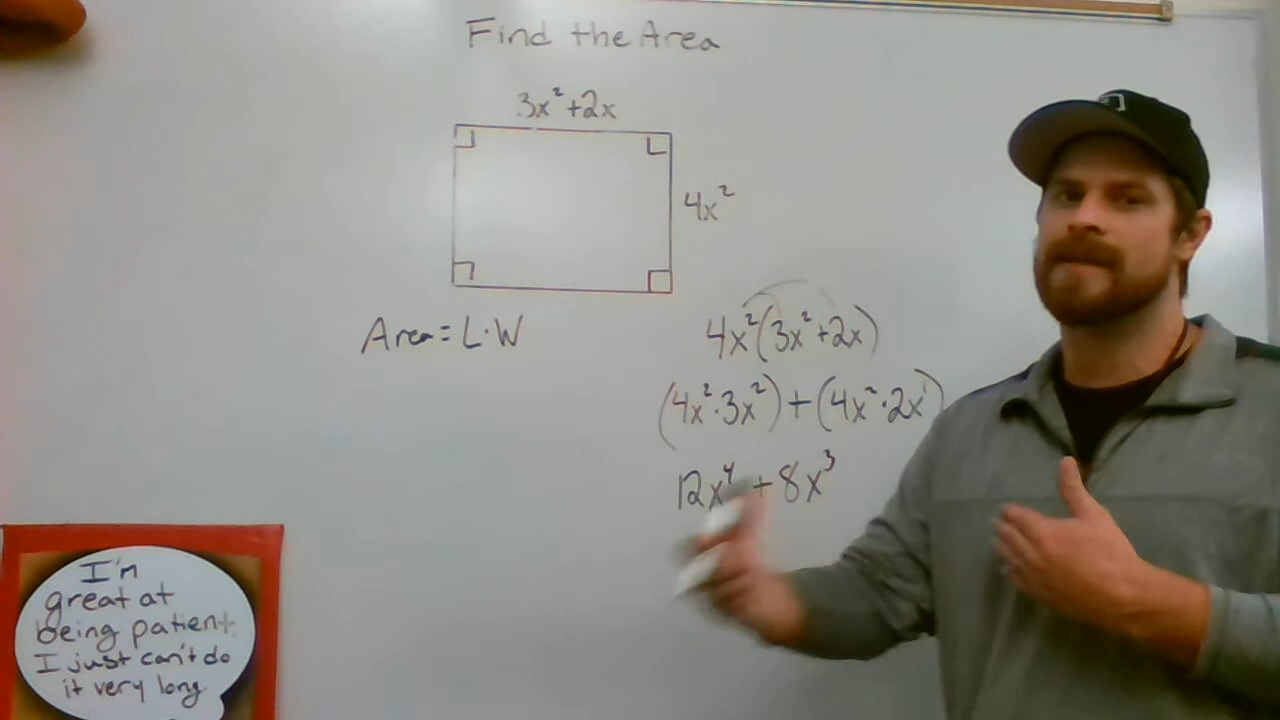 Find the Area
3x²+2x
4x²
Area=L·W
4x²(3x²+2x)
(4x²·3x²)+(4x²·2x¹)
12x⁴+8x³
I'm
great at
being patient
I just can't do
it very long.